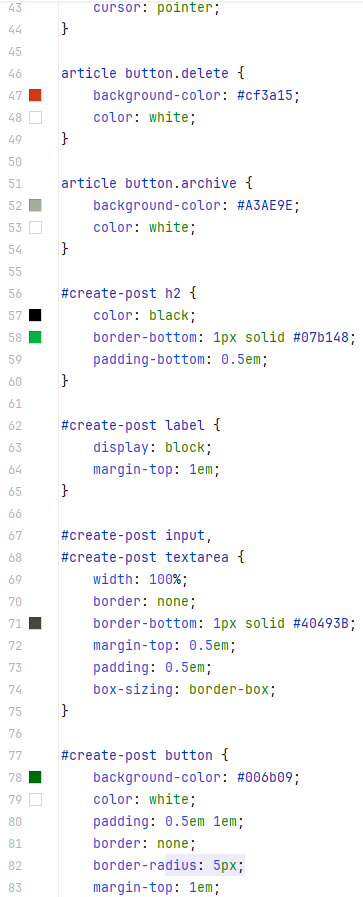 43 cursor: pointer;
44 }
45
46 article button.delete {
47 background-color: #cf3a15;
48 color: white;
49 }
50
51 article button.archive {
52 background-color: #A3AE9E;
53 color: white;
54 }
55
56 #create-post h2 {
57 color: black;
58 border-bottom: 1px solid #07b148;
59 padding-bottom: 0.5em;
60 }
61
62 #create-post label {
63 display: block;
64 margin-top: 1em;
65 }
66
67 #create-post input,
68 #create-post textarea {
69 width: 100%;
70 border: none;
71 border-bottom: 1px solid #40493B;
72 margin-top: 0.5em;
73 padding: 0.5em;
74 box-sizing: border-box;
75 }
76
77 #create-post button {
78 background-color: #006b09;
79 color: white;
80 padding: 0.5em 1em;
81 border: none;
82 border-radius: 5px;
83 margin-top: 1em;